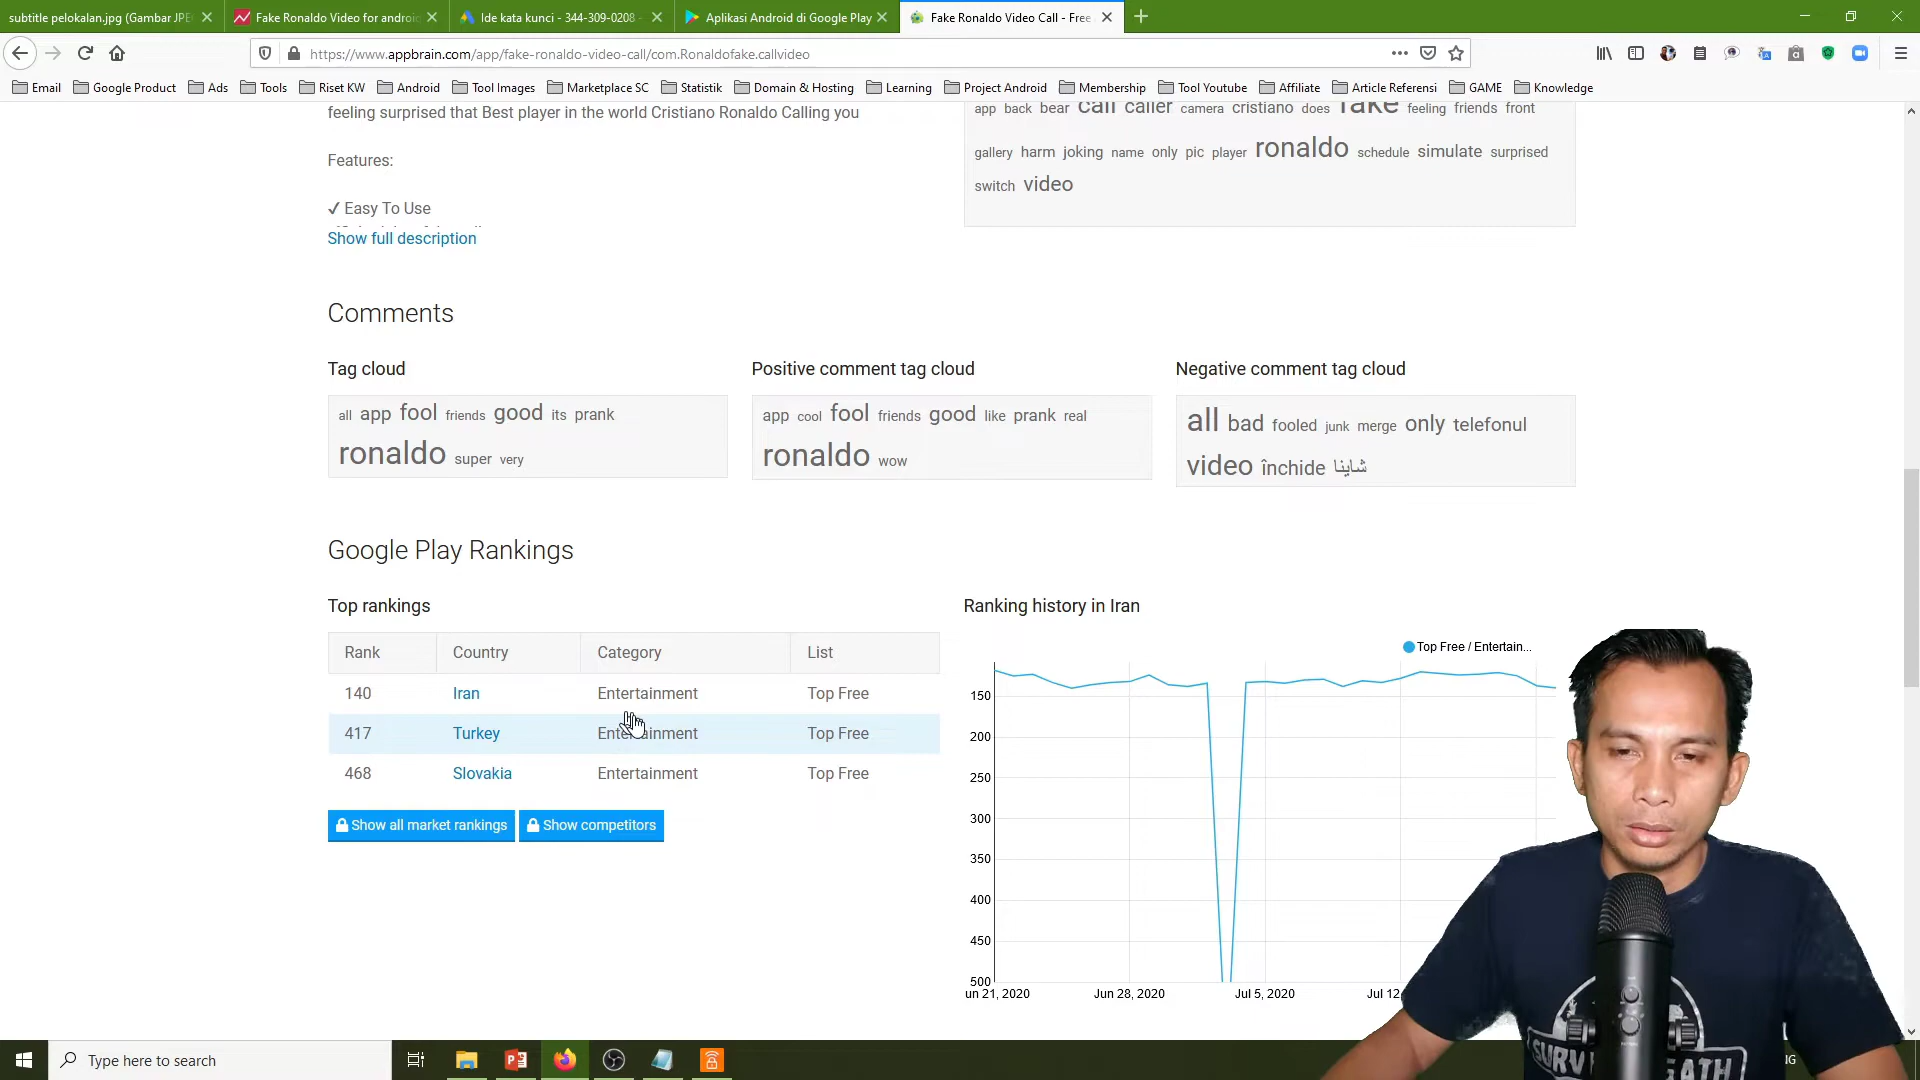 subtitle pelokalan.jpg (Gambar JPE
Fake Ronaldo Video for androi
Ide kata kunci - 344-309-0208 -
Aplikasi Android di Google Play
Fake Ronaldo Video Call - Free
https://www.appbrain.com/app/fake-ronaldo-video-call/com.Ronaldofake.callvideo
Email Google Product Ads Tools Riset KW Android Tool Images Marketplace SC Statistik Domain & Hosting Learning Project Android Membership Tool Youtube Affiliate Article Referensi GAME Knowledge
feeling surprised that Best player in the world Cristiano Ronaldo Calling you
Features:
✓ Easy To Use
Show full description
app back bear call caller camera cristiano does fake feeling friends front
gallery harm joking name only pic player ronaldo schedule simulate surprised
switch video
Comments
Tag cloud
all app fool friends good its prank
ronaldo super very
Positive comment tag cloud
app cool fool friends good like prank real
ronaldo wow
Negative comment tag cloud
all bad fooled junk merge only telefonul
video închide شاينا
Google Play Rankings
Top rankings
Rank Country Category List
140 Iran Entertainment Top Free
417 Turkey Entertainment Top Free
468 Slovakia Entertainment Top Free
Show all market rankings Show competitors
Ranking history in Iran
Top Free / Entertain...
150
200
250
300
350
400
450
500
un 21, 2020 Jun 28, 2020 Jul 5, 2020 Jul 12
Type here to search
NG